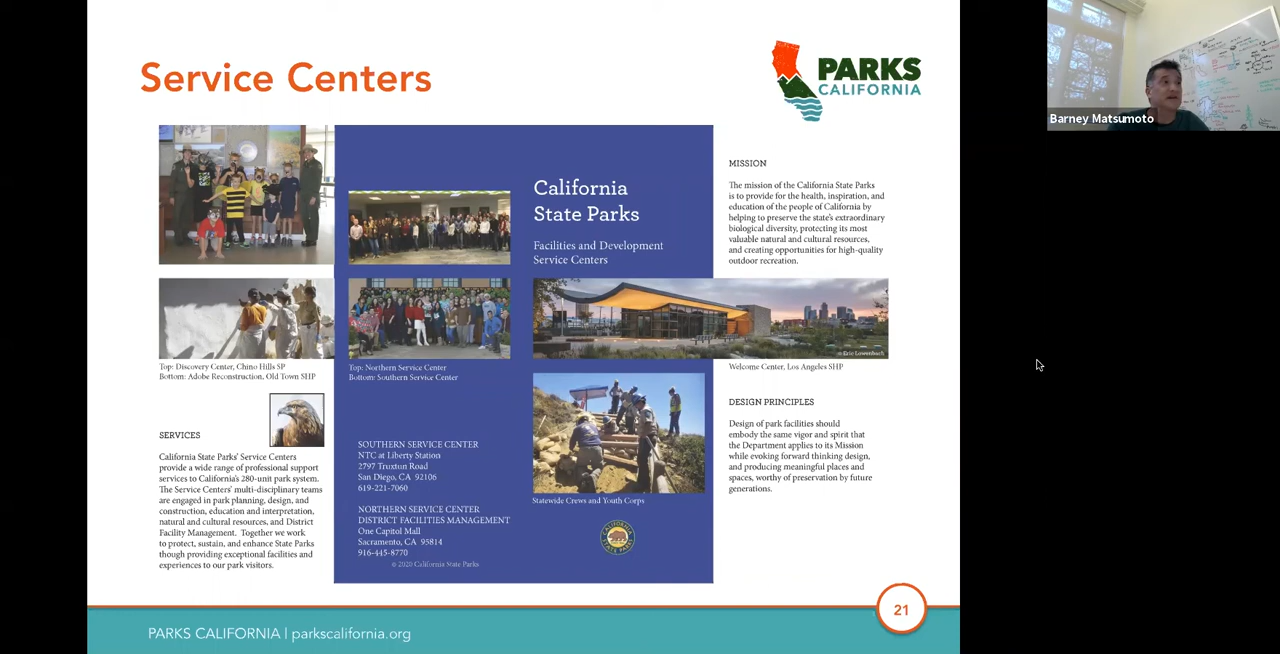 Service Centers
PARKS
CALIFORNIA
Barney Matsumoto
Top: Discovery Center, Chino Hills SP
Bottom: Adobe Reconstruction, Old Town SHP
SERVICES
California State Parks' Service Centers
provide a wide range of professional support
services to California's 280-unit park system.
The Service Centers' multi-disciplinary teams
are engaged in park planning, design, and
construction, education and interpretation,
natural and cultural resources, and District
Facility Management. Together we work
to protect, sustain, and enhance State Parks
though providing exceptional facilities and
experiences to our park visitors.
Top: Northern Service Center
Bottom: Southern Service Center
SOUTHERN SERVICE CENTER
NTC at Liberty Station
2797 Truxton Road
San Diego, CA 92106
619-221-7060
NORTHERN SERVICE CENTER
DISTRICT FACILITIES MANAGEMENT
One Capitol Mall
Sacramento, CA 95814
916-445-8770
© 2020 California State Parks
California
State Parks
Facilities and Development
Service Centers
© Eric Lowenbach
Statewide Crews and Youth Corps
CALIFORNIA
STATE PARKS
MISSION
The mission of the California State Parks
is to provide for the health, inspiration, and
education of the people of California by
helping to preserve the state's extraordinary
biological diversity, protecting its most
valuable natural and cultural resources,
and creating opportunities for high-quality
outdoor recreation.
Welcome Center, Los Angeles SHP
DESIGN PRINCIPLES
Design of park facilities should
embody the same vigor and spirit that
the Department applies to its Mission
while evoking forward thinking design,
and producing meaningful places and
spaces, worthy of preservation by future
generations.
21
PARKS CALIFORNIA | parkscalifornia.org